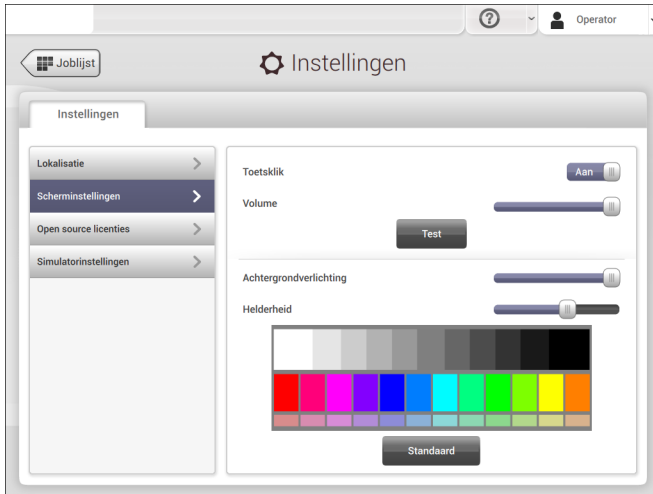 Operator
Joblijst
Instellingen
Instellingen
Lokalisatie
Scherminstellingen
Open source licenties
Simulatorinstellingen
Toetsklik
Aan
Volume
Test
Achtergrondverlichting
Helderheid
Standaard